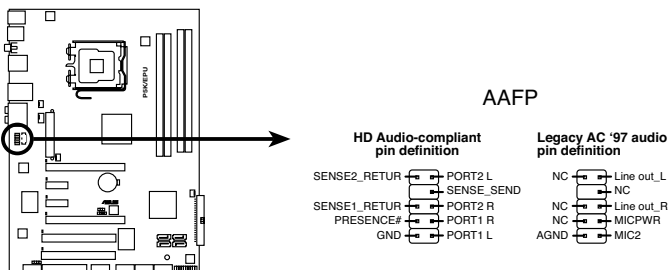 P5K/EPU
ASUS
AAFP
HD Audio-compliant
pin definition
SENSE2_RETUR
PORT2 L
SENSE_SEND
SENSE1_RETUR
PORT2 R
PRESENCE#
PORT1 R
GND
PORT1 L
Legacy AC ‘97 audio
pin definition
NC
Line out_L
NC
NC
Line out_R
NC
MICPWR
AGND
MIC2